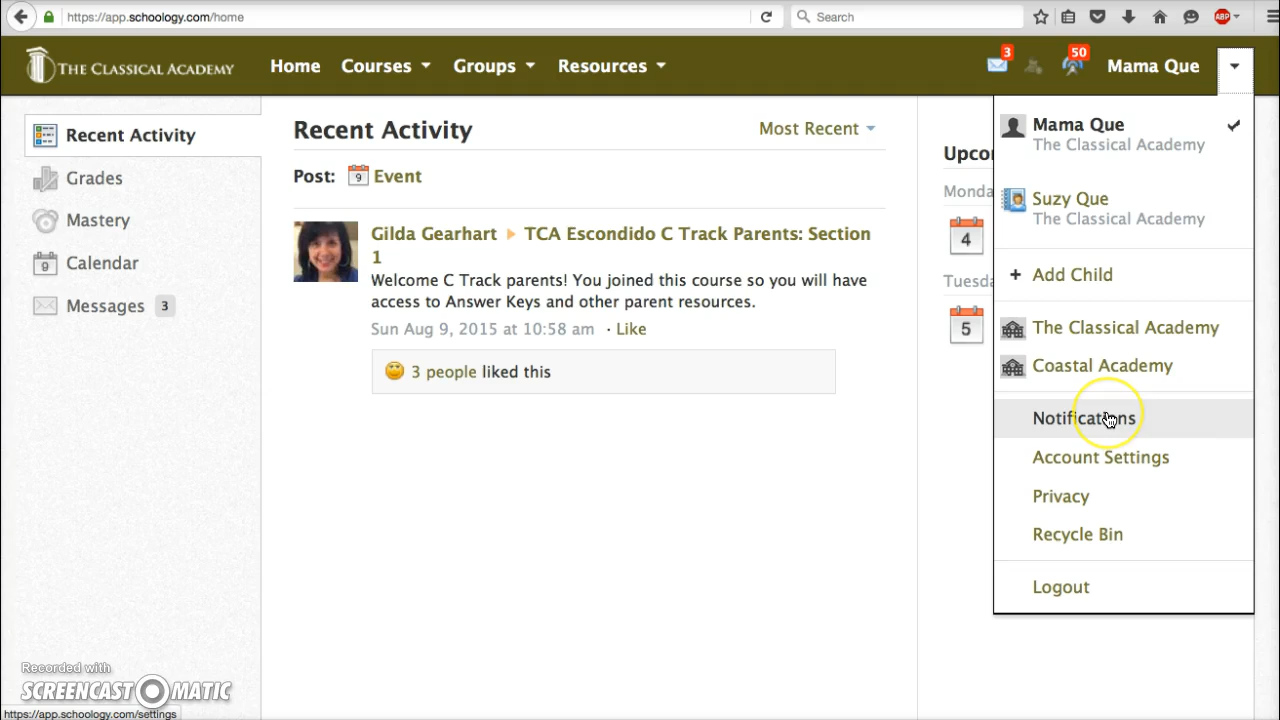 https://app.schoology.com/home
Search
ABP
THE CLASSICAL ACADEMY
Home
Courses
Groups
Resources
3
50
Mama Que
Recent Activity
Grades
Mastery
9
Calendar
Messages
3
Recent Activity
Most Recent
Post:
9
Event
Gilda Gearhart
TCA Escondido C Track Parents: Section
1
Welcome C Track parents! You joined this course so you will have
access to Answer Keys and other parent resources.
Sun Aug 9, 2015 at 10:58 am · Like
3 people liked this
Upco
Monda
4
Tuesda
5
Mama Que
The Classical Academy
Suzy Que
The Classical Academy
+ Add Child
The Classical Academy
Coastal Academy
Notifications
Account Settings
Privacy
Recycle Bin
Logout
Recorded with
SCREENCAST-O-MATIC
https://app.schoology.com/settings